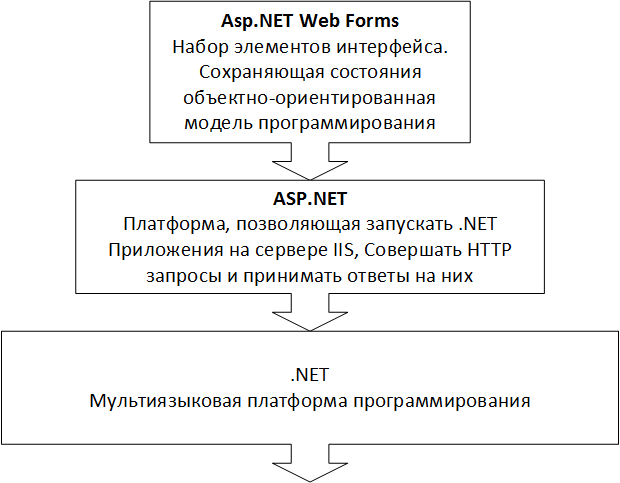 Asp.NET Web Forms
Набор элементов интерфейса.
Сохраняющая состояния
объектно-ориентированная
модель программирования
ASP.NET
Платформа, позволяющая запускать .NET
Приложения на сервере IIS, Совершать HTTP
запросы и принимать ответы на них
.NET
Мультиязыковая платформа программирования